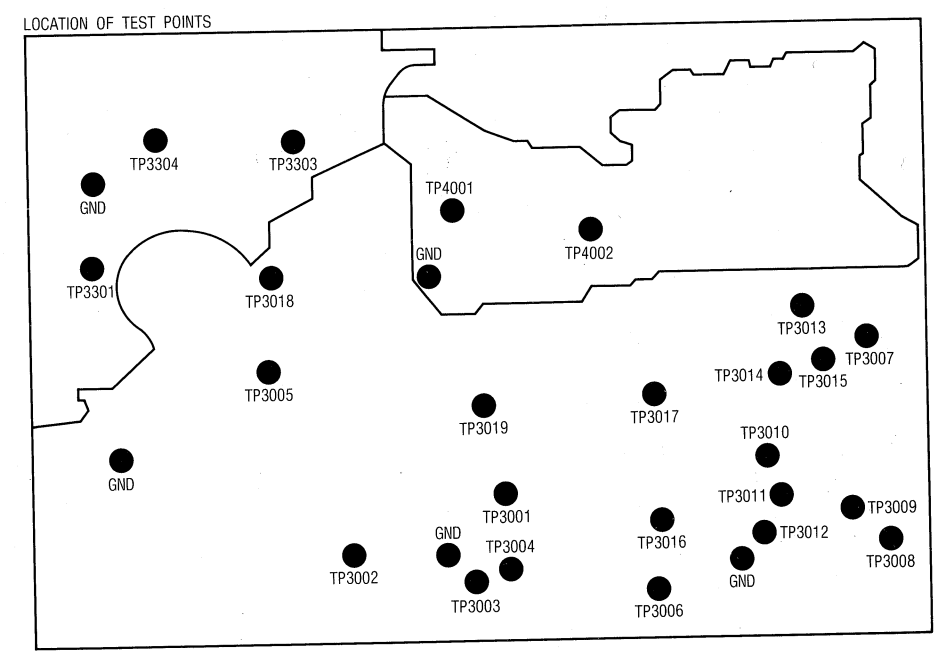 LOCATION OF TEST POINTS
TP3304
TP3303
GND
TP4001
TP4002
GND
TP3301
TP3018
TP3013
TP3007
TP3014
TP3015
TP3005
TP3017
TP3019
TP3010
GND
TP3011
TP3001
TP3009
GND
TP3004
TP3016
TP3012
TP3008
TP3002
GND
TP3003
TP3006